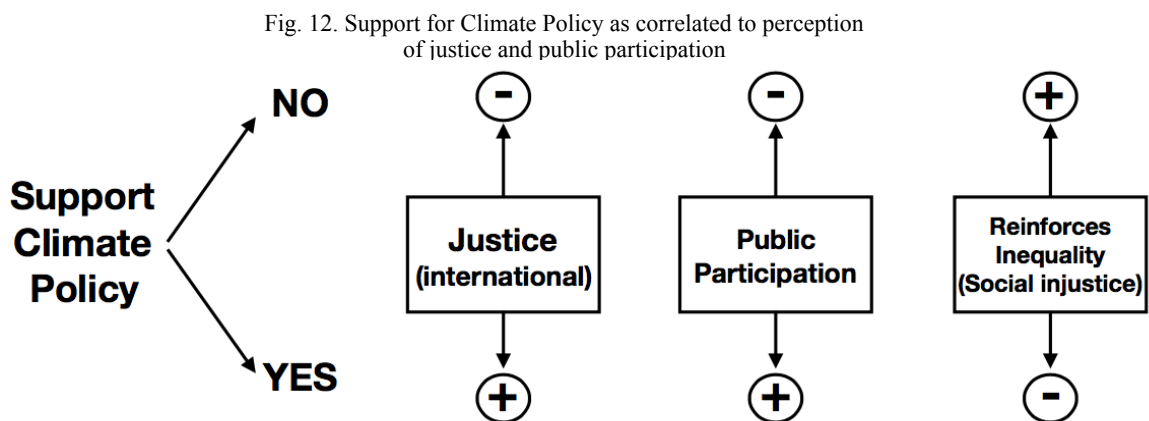 Fig. 12. Support for Climate Policy as correlated to perception
of justice and public participation
NO
-
-
+
Support
Climate
Policy
Justice
(international)
Public
Participation
Reinforces
Inequality
(Social injustice)
YES
+
+
-